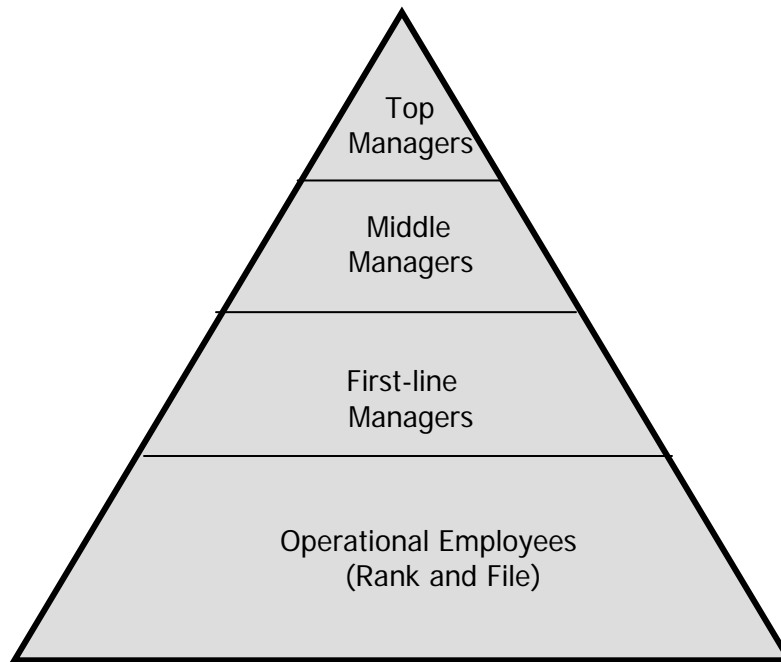 Top
Managers
Middle
Managers
First-line
Managers
Operational Employees
(Rank and File)